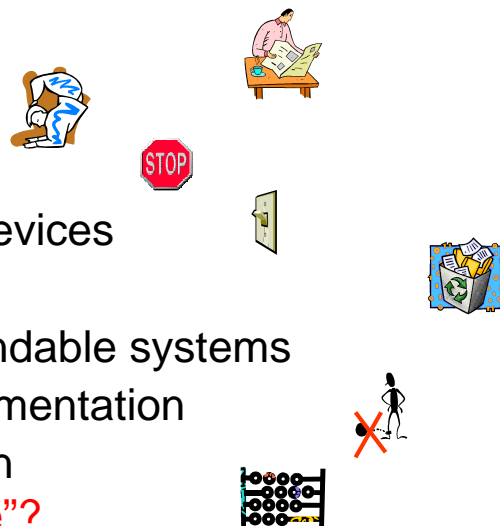 STOP
evices
ndable systems
mentation
n
e”?